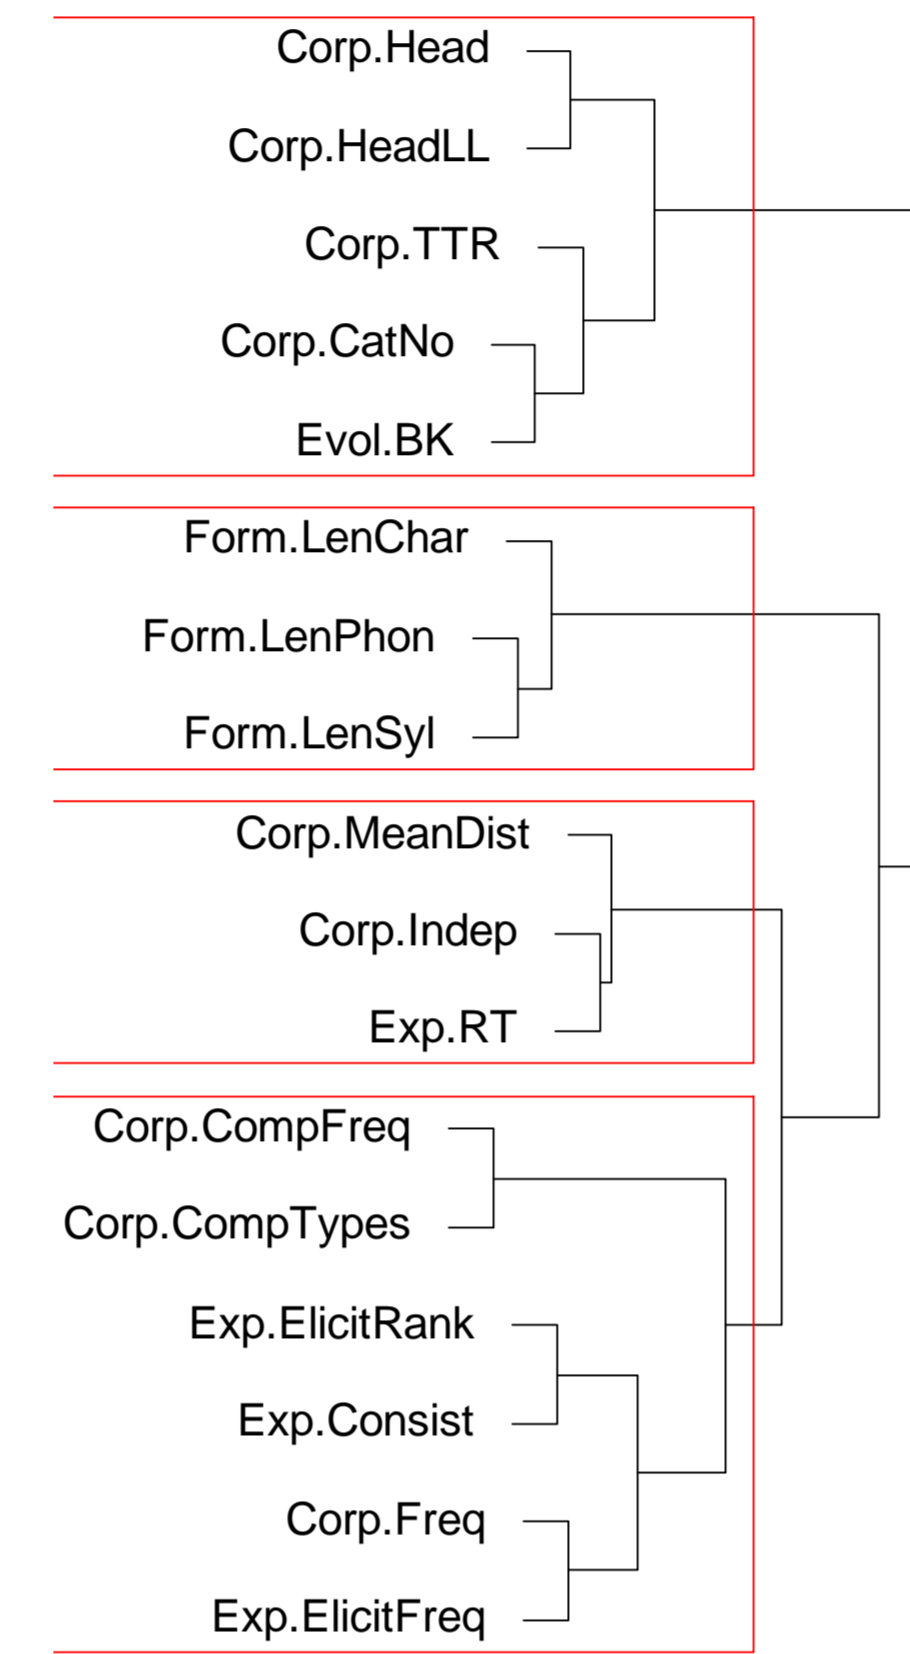 Corp.Head
Corp.HeadLL
Corp.TTR
Corp.CatNo
Evol.BK
Form.LenChar
Form.LenPhon
Form.LenSyl
Corp.MeanDist
Corp.Indep
Exp.RT
Corp.CompFreq
Corp.CompTypes
Exp.ElicitRank
Exp.Consist
Corp.Freq
Exp.ElicitFreq